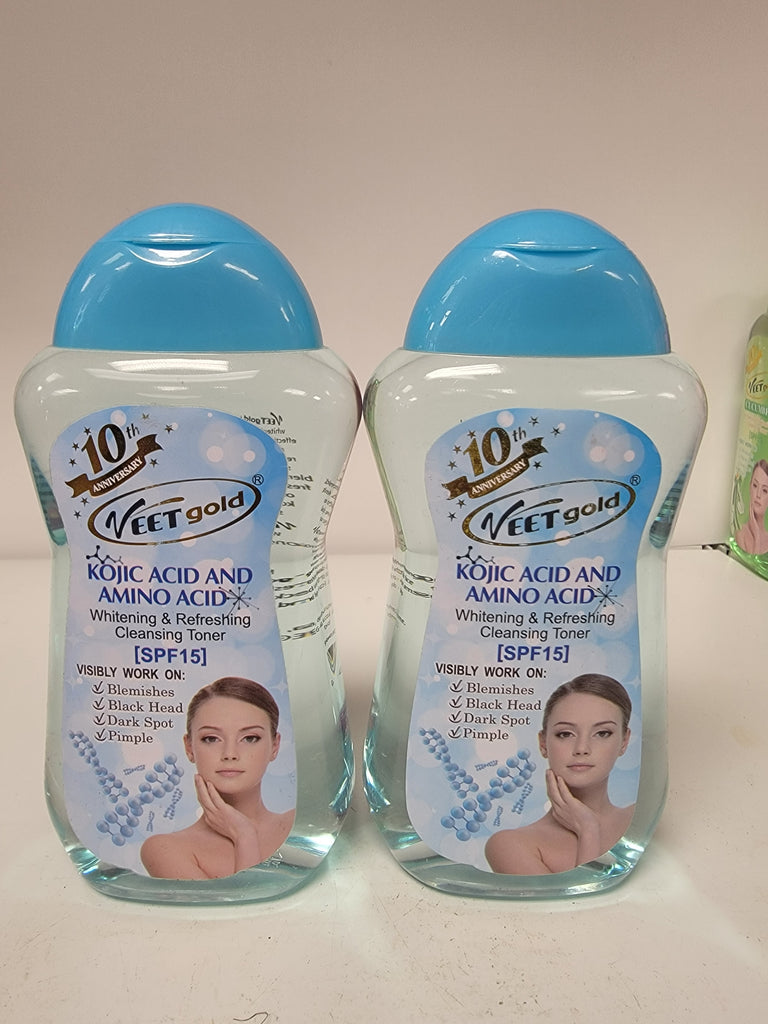 10th
ANNIVERSARY
VEET gold®
KOJIC ACID AND
AMINO ACID
Whitening & Refreshing
Cleansing Toner
[SPF15]
VISIBLY WORK ON:
Blemishes
Black Head
Dark Spot
Pimple
10th
ANNIVERSARY
VEET gold®
KOJIC ACID AND
AMINO ACID
Whitening & Refreshing
Cleansing Toner
[SPF15]
VISIBLY WORK ON:
Blemishes
Black Head
Dark Spot
Pimple